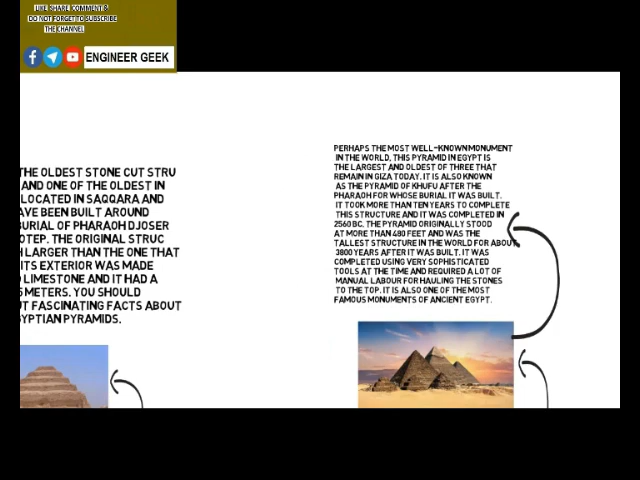 LIKE SHARE COMMENT &
DO NOT FORGET TO SUBSCRIBE
THE CHANNEL
ENGINEER GEEK
THE OLDEST STONE CUT STRU
AND ONE OF THE OLDEST IN
LOCATED IN SAQQARA AND
AVE BEEN BUILT AROUND
BURIAL OF PHARAOH DJOSER
OTEP. THE ORIGINAL STRUC
H LARGER THAN THE ONE THAT
ITS EXTERIOR WAS MADE
LIMESTONE AND IT HAD A
METERS. YOU SHOULD
UT FASCINATING FACTS ABOUT
GYPTIAN PYRAMIDS.
PERHAPS THE MOST WELL-KNOWN MONUMENT
IN THE WORLD, THIS PYRAMID IN EGYPT IS
THE LARGEST AND OLDEST OF THREE THAT
REMAIN IN GIZA TODAY. IT IS ALSO KNOWN
AS THE PYRAMID OF KHUFU AFTER THE
PHARAOH FOR WHOSE BURIAL IT WAS BUILT.
IT TOOK MORE THAN TEN YEARS TO COMPLETE
THIS STRUCTURE AND IT WAS COMPLETED IN
2560 BC. THE PYRAMID ORIGINALLY STOOD
AT MORE THAN 480 FEET AND WAS THE
TALLEST STRUCTURE IN THE WORLD FOR ABOUT
3800 YEARS AFTER IT WAS BUILT. IT WAS
COMPLETED USING VERY SOPHISTICATED
TOOLS AT THE TIME AND REQUIRED A LOT OF
MANUAL LABOUR FOR HAULING THE STONES
TO THE TOP. IT IS ALSO ONE OF THE MOST
FAMOUS MONUMENTS OF ANCIENT EGYPT.